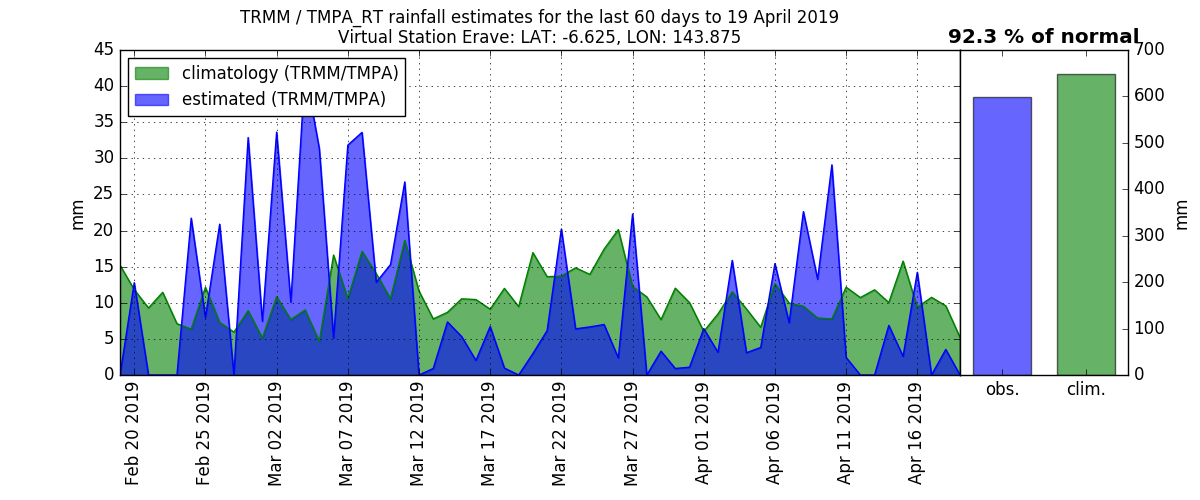 TRMM / TMPA_RT rainfall estimates for the last 60 days to 19 April 2019
Virtual Station Erave: LAT: -6.625, LON: 143.875
92.3 % of normal
climatology (TRMM/TMPA)
estimated (TRMM/TMPA)
45
40
35
30
25
20
15
10
5
0
mm
Feb 20 2019
Feb 25 2019
Mar 02 2019
Mar 07 2019
Mar 12 2019
Mar 17 2019
Mar 22 2019
Mar 27 2019
Apr 01 2019
Apr 06 2019
Apr 11 2019
Apr 16 2019
obs.
clim.
700
600
500
400
300
200
100
0
mm